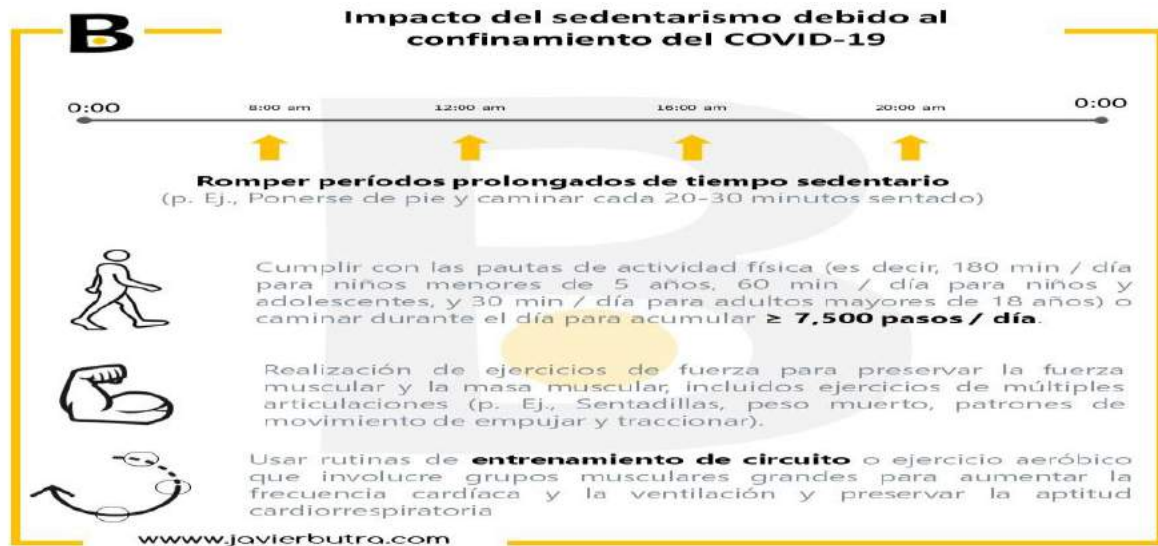 B
Impacto del sedentarismo debido al
confinamiento del COVID-19
0:00 8:00 am 12:00 am 16:00 am 20:00 am 0:00
Romper períodos prolongados de tiempo sedentario
(p. Ej., Ponerse de pie y caminar cada 20-30 minutos sentado)
Cumplir con las pautas de actividad física (es decir, 180 min / día
para niños menores de 5 años, 60 min / día para niños y
adolescentes, y 30 min / día para adultos mayores de 18 años) o
caminar durante el día para acumular ≥ 7,500 pasos / día.
Realización de ejercicios de fuerza para preservar la fuerza
muscular y la masa muscular, incluidos ejercicios de múltiples
articulaciones (p. Ej., Sentadillas, peso muerto, patrones de
movimiento de empujar y traccionar).
Usar rutinas de entrenamiento de circuito o ejercicio aeróbico
que involucre grupos musculares grandes para aumentar la
frecuencia cardíaca y la ventilación y preservar la aptitud
cardiorrespiratoria
wwww.javierbutra.com